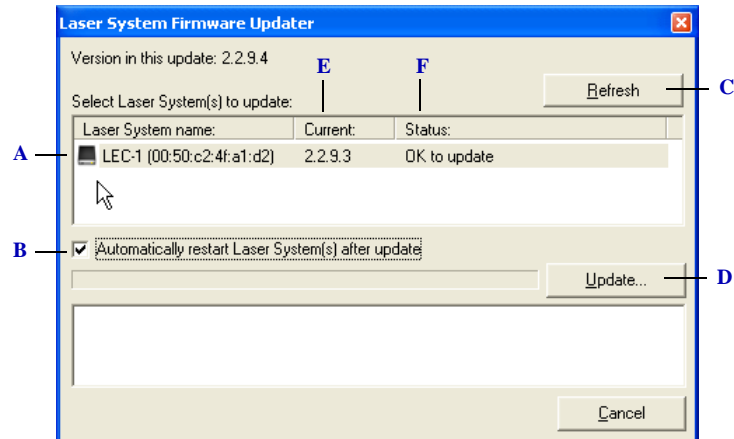 Laser System Firmware Updater
Version in this update: 2.2.9.4
E F
Refresh C
Select Laser System(s) to update:
Laser System name: Current: Status:
A LEC-1 (00:50:c2:4f:a1:d2) 2.2.9.3 OK to update
B Automatically restart Laser System(s) after update
Update... D
Cancel